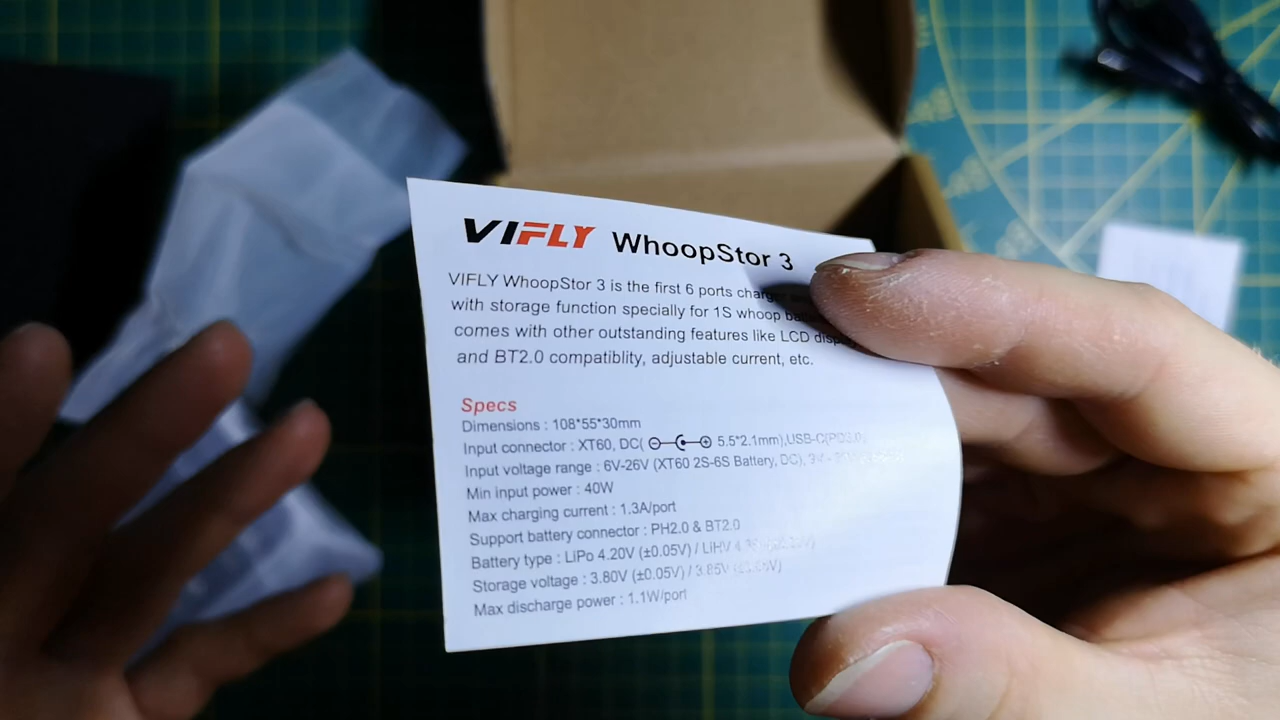 VIFLY WhoopStor 3
VIFLY WhoopStor 3 is the first 6 ports
with storage function specially for 1S whoop
comes with other outstanding features like LCD
and BT2.0 compatiblity, adjustable current, etc.
Specs
Dimensions : 108*55*30mm
Input connector : XT60, DC( 5.5*2.1mm),USB-C
Input voltage range : 6V-26V (XT60 2S-6S Battery, DC),
Min input power : 40W
Max charging current : 1.3A/port
Support battery connector : PH2.0 & BT2.0
Battery type : LiPo 4.20V (±0.05V) / LiHV
Storage voltage : 3.80V (±0.05V) / 3.85V
Max discharge power : 1.1W/port